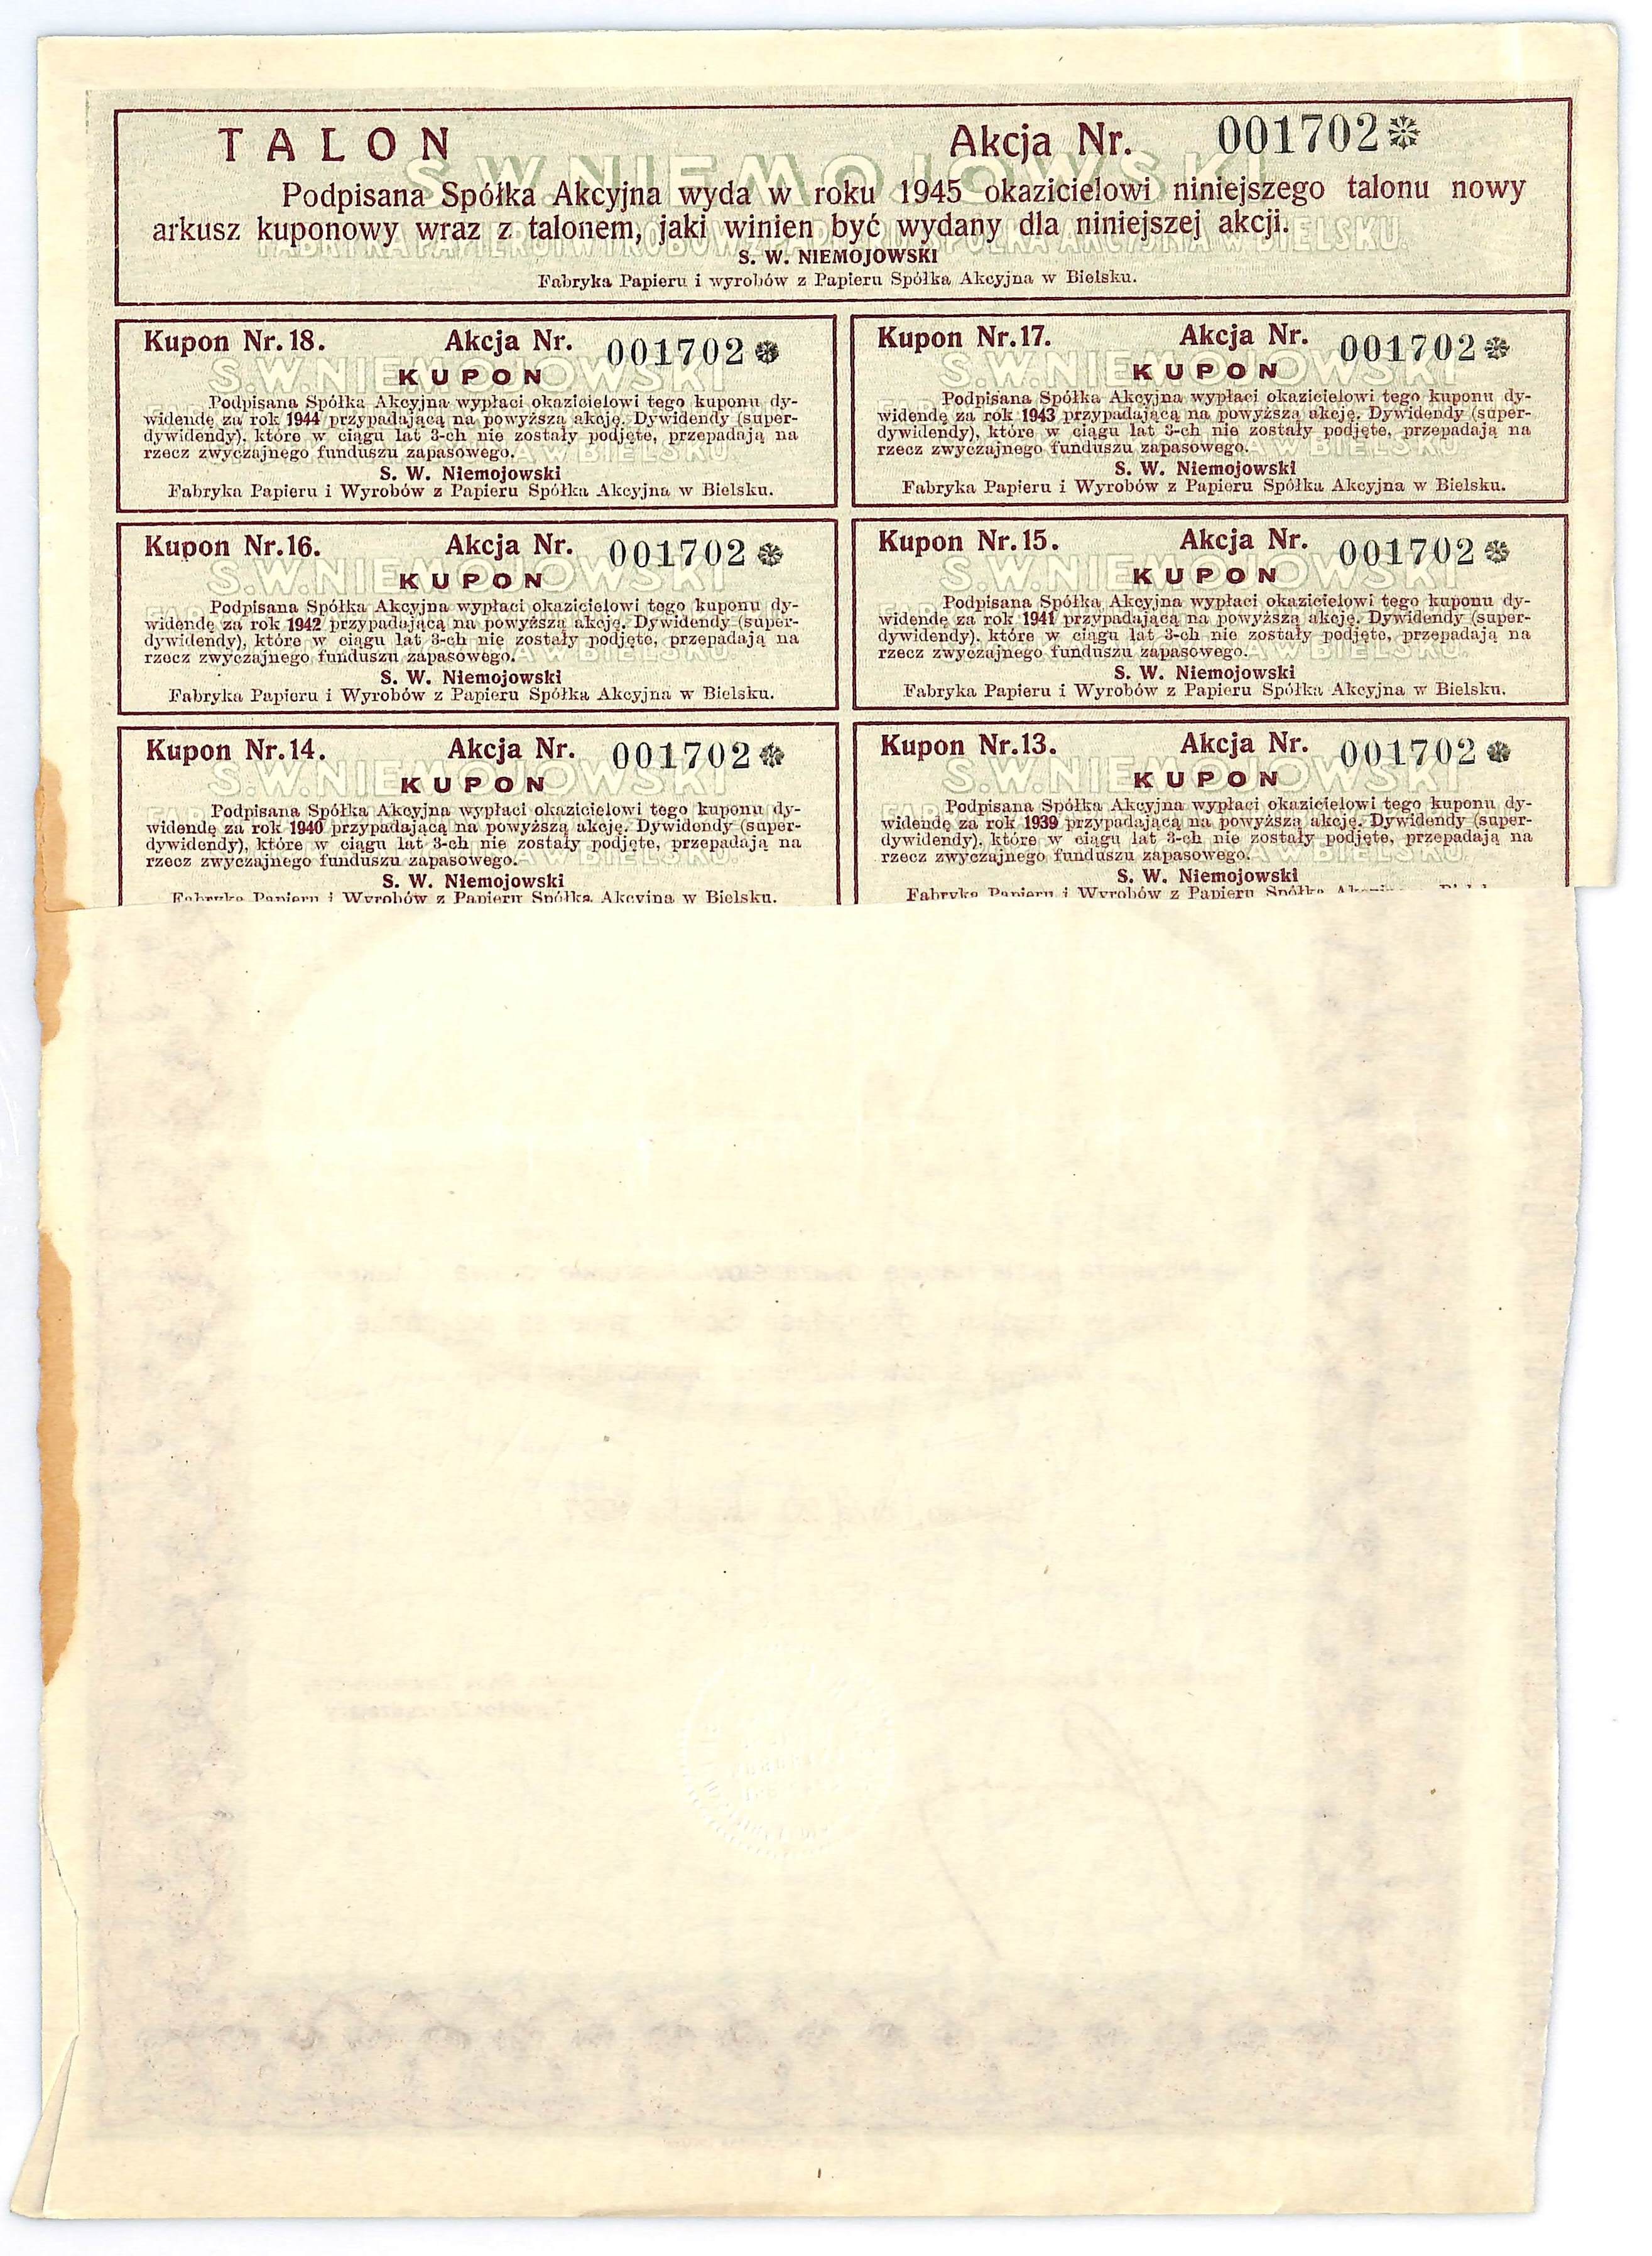 TALON Akcja Nr. 001702
Podpisana Spółka Akcyjna wyda w roku 1945 okazicielowi niniejszego talonu nowy
arkusz kuponowy wraz z talonem, jaki winien być wydany dla niniejszej akcji.
S. W. NIEMOJOWSKI
Fabryka Papieru i wyrobów z Papieru Spółka Akcyjna w Bielsku.
Kupon Nr. 18. Akcja Nr. 001702
KUPON
Podpisana Spółka Akcyjna wypłaci okazicielowi tego kuponu dy-
widendę za rok 1944 przypadającą na powyższą akcję. Dywidendy (super-
dywidendy), które w ciągu lat 3-ch nie zostały podjęte, przepadają na
rzecz zwyczajnego funduszu zapasowego.
S. W. Niemojowski
Fabryka Papieru i Wyrobów z Papieru Spółka Akcyjna w Bielsku.
Kupon Nr. 17. Akcja Nr. 001702
KUPON
Podpisana Spółka Akcyjna wypłaci okazicielowi tego kuponu dy-
widendę za rok 1943 przypadającą na powyższą akcję. Dywidendy (super-
dywidendy), które w ciągu lat 3-ch nie zostały podjęte, przepadają na
rzecz zwyczajnego funduszu zapasowego.
S. W. Niemojowski
Fabryka Papieru i Wyrobów z Papieru Spółka Akcyjna w Bielsku.
Kupon Nr. 16. Akcja Nr. 001702
KUPON
Podpisana Spółka Akcyjna wypłaci okazicielowi tego kuponu dy-
widendę za rok 1942 przypadającą na powyższą akcję. Dywidendy (super-
dywidendy), które w ciągu lat 3-ch nie zostały podjęte, przepadają na
rzecz zwyczajnego funduszu zapasowego.
S. W. Niemojowski
Fabryka Papieru i Wyrobów z Papieru Spółka Akcyjna w Bielsku.
Kupon Nr. 15. Akcja Nr. 001702
KUPON
Podpisana Spółka Akcyjna wypłaci okazicielowi tego kuponu dy-
widendę za rok 1941 przypadającą na powyższą akcję. Dywidendy (super-
dywidendy), które w ciągu lat 3-ch nie zostały podjęte, przepadają na
rzecz zwyczajnego funduszu zapasowego.
S. W. Niemojowski
Fabryka Papieru i Wyrobów z Papieru Spółka Akcyjna w Bielsku.
Kupon Nr. 14. Akcja Nr. 001702
KUPON
Podpisana Spółka Akcyjna wypłaci okazicielowi tego kuponu dy-
widendę za rok 1940 przypadającą na powyższą akcję. Dywidendy (super-
dywidendy), które w ciągu lat 3-ch nie zostały podjęte, przepadają na
rzecz zwyczajnego funduszu zapasowego.
S. W. Niemojowski
Fabryka Papieru i Wyrobów z Papieru Spółka Akcyjna w Bielsku.
Kupon Nr. 13. Akcja Nr. 001702
KUPON
Podpisana Spółka Akcyjna wypłaci okazicielowi tego kuponu dy-
widendę za rok 1939 przypadającą na powyższą akcję. Dywidendy (super-
dywidendy), które w ciągu lat 3-ch nie zostały podjęte, przepadają na
rzecz zwyczajnego funduszu zapasowego.
S. W. Niemojowski
Fabryka Papieru i Wyrobów z Papieru Spółka